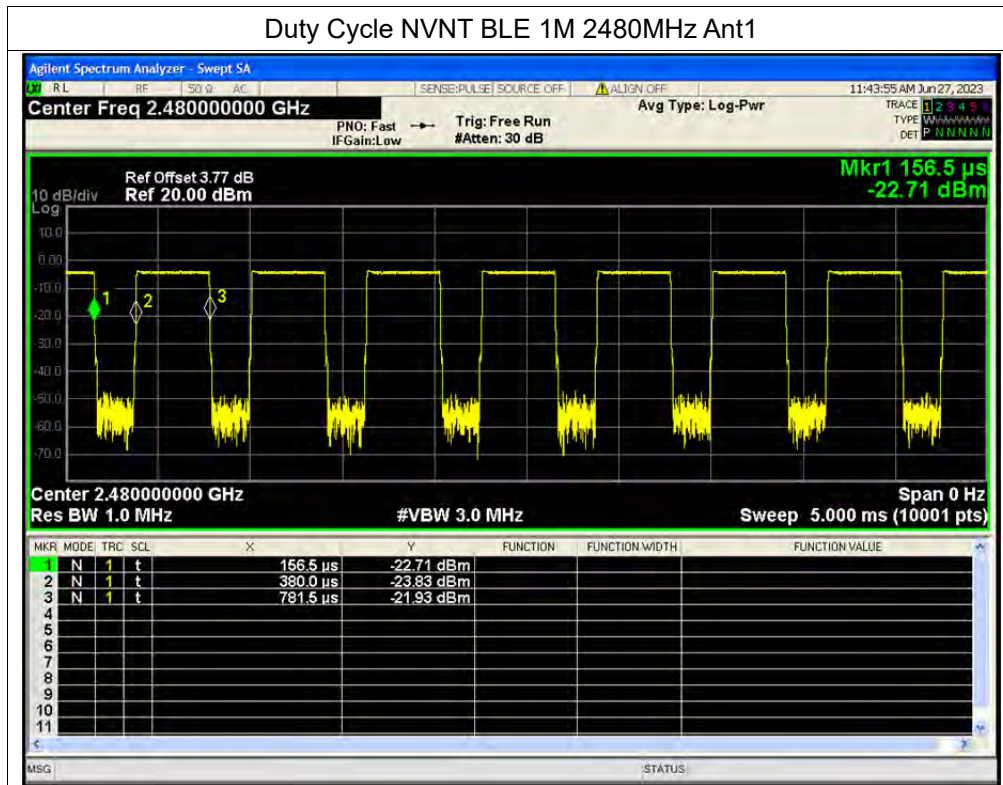 Duty Cycle NVNT BLE 1M 2480MHz Ant1
Agilent Spectrum Analyzer - Swept SA
RL RF 50 Ω AC SENSE:PULSE SOURCE OFF ALIGN OFF 11:43:55 AM Jun 27, 2023
Center Freq 2.480000000 GHz Avg Type: Log-Pwr TRACE 1 2 3 4 5 6
PNO: Fast Trig: Free Run TYPE
IFGain:Low #Atten: 30 dB DET P N N N N N
Mkr1 156.5 µs
Ref Offset 3.77 dB
10 dB/div Ref 20.00 dBm -22.71 dBm
Log
10.0
0.00
-10.0
-20.0
-30.0
-40.0
-50.0
-60.0
-70.0
1 2 3
Center 2.480000000 GHz Span 0 Hz
Res BW 1.0 MHz #VBW 3.0 MHz Sweep 5.000 ms (10001 pts)
MKR MODE TRC SCL X Y FUNCTION FUNCTION WIDTH FUNCTION VALUE
1 N 1 t 156.5 µs -22.71 dBm
2 N 1 t 380.0 µs -23.83 dBm
3 N 1 t 781.5 µs -21.93 dBm
4
5
6
7
8
9
10
11
MSG STATUS